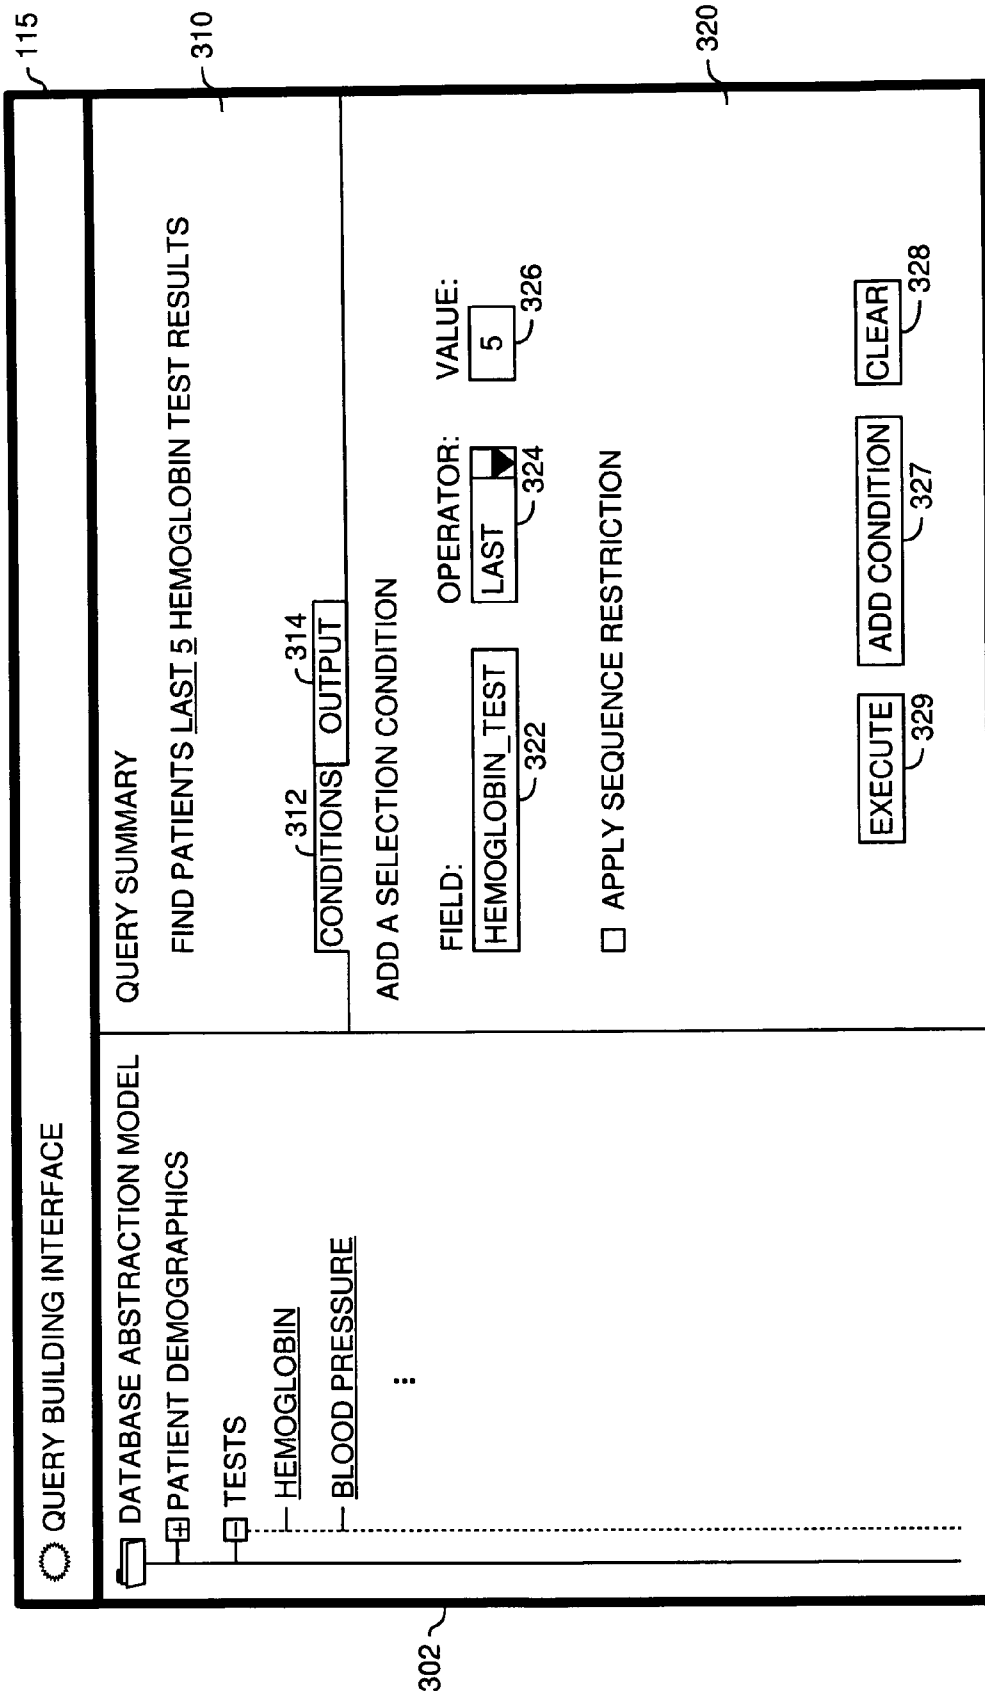 115
QUERY BUILDING INTERFACE
DATABASE ABSTRACTION MODEL
PATIENT DEMOGRAPHICS
TESTS
HEMOGLOBIN
BLOOD PRESSURE
...
302
QUERY SUMMARY
310
FIND PATIENTS LAST 5 HEMOGLOBIN TEST RESULTS
312 314
CONDITIONS OUTPUT
ADD A SELECTION CONDITION
FIELD: OPERATOR: VALUE:
HEMOGLOBIN_TEST LAST 5
322 324 326
APPLY SEQUENCE RESTRICTION
320
EXECUTE ADD CONDITION CLEAR
329 327 328